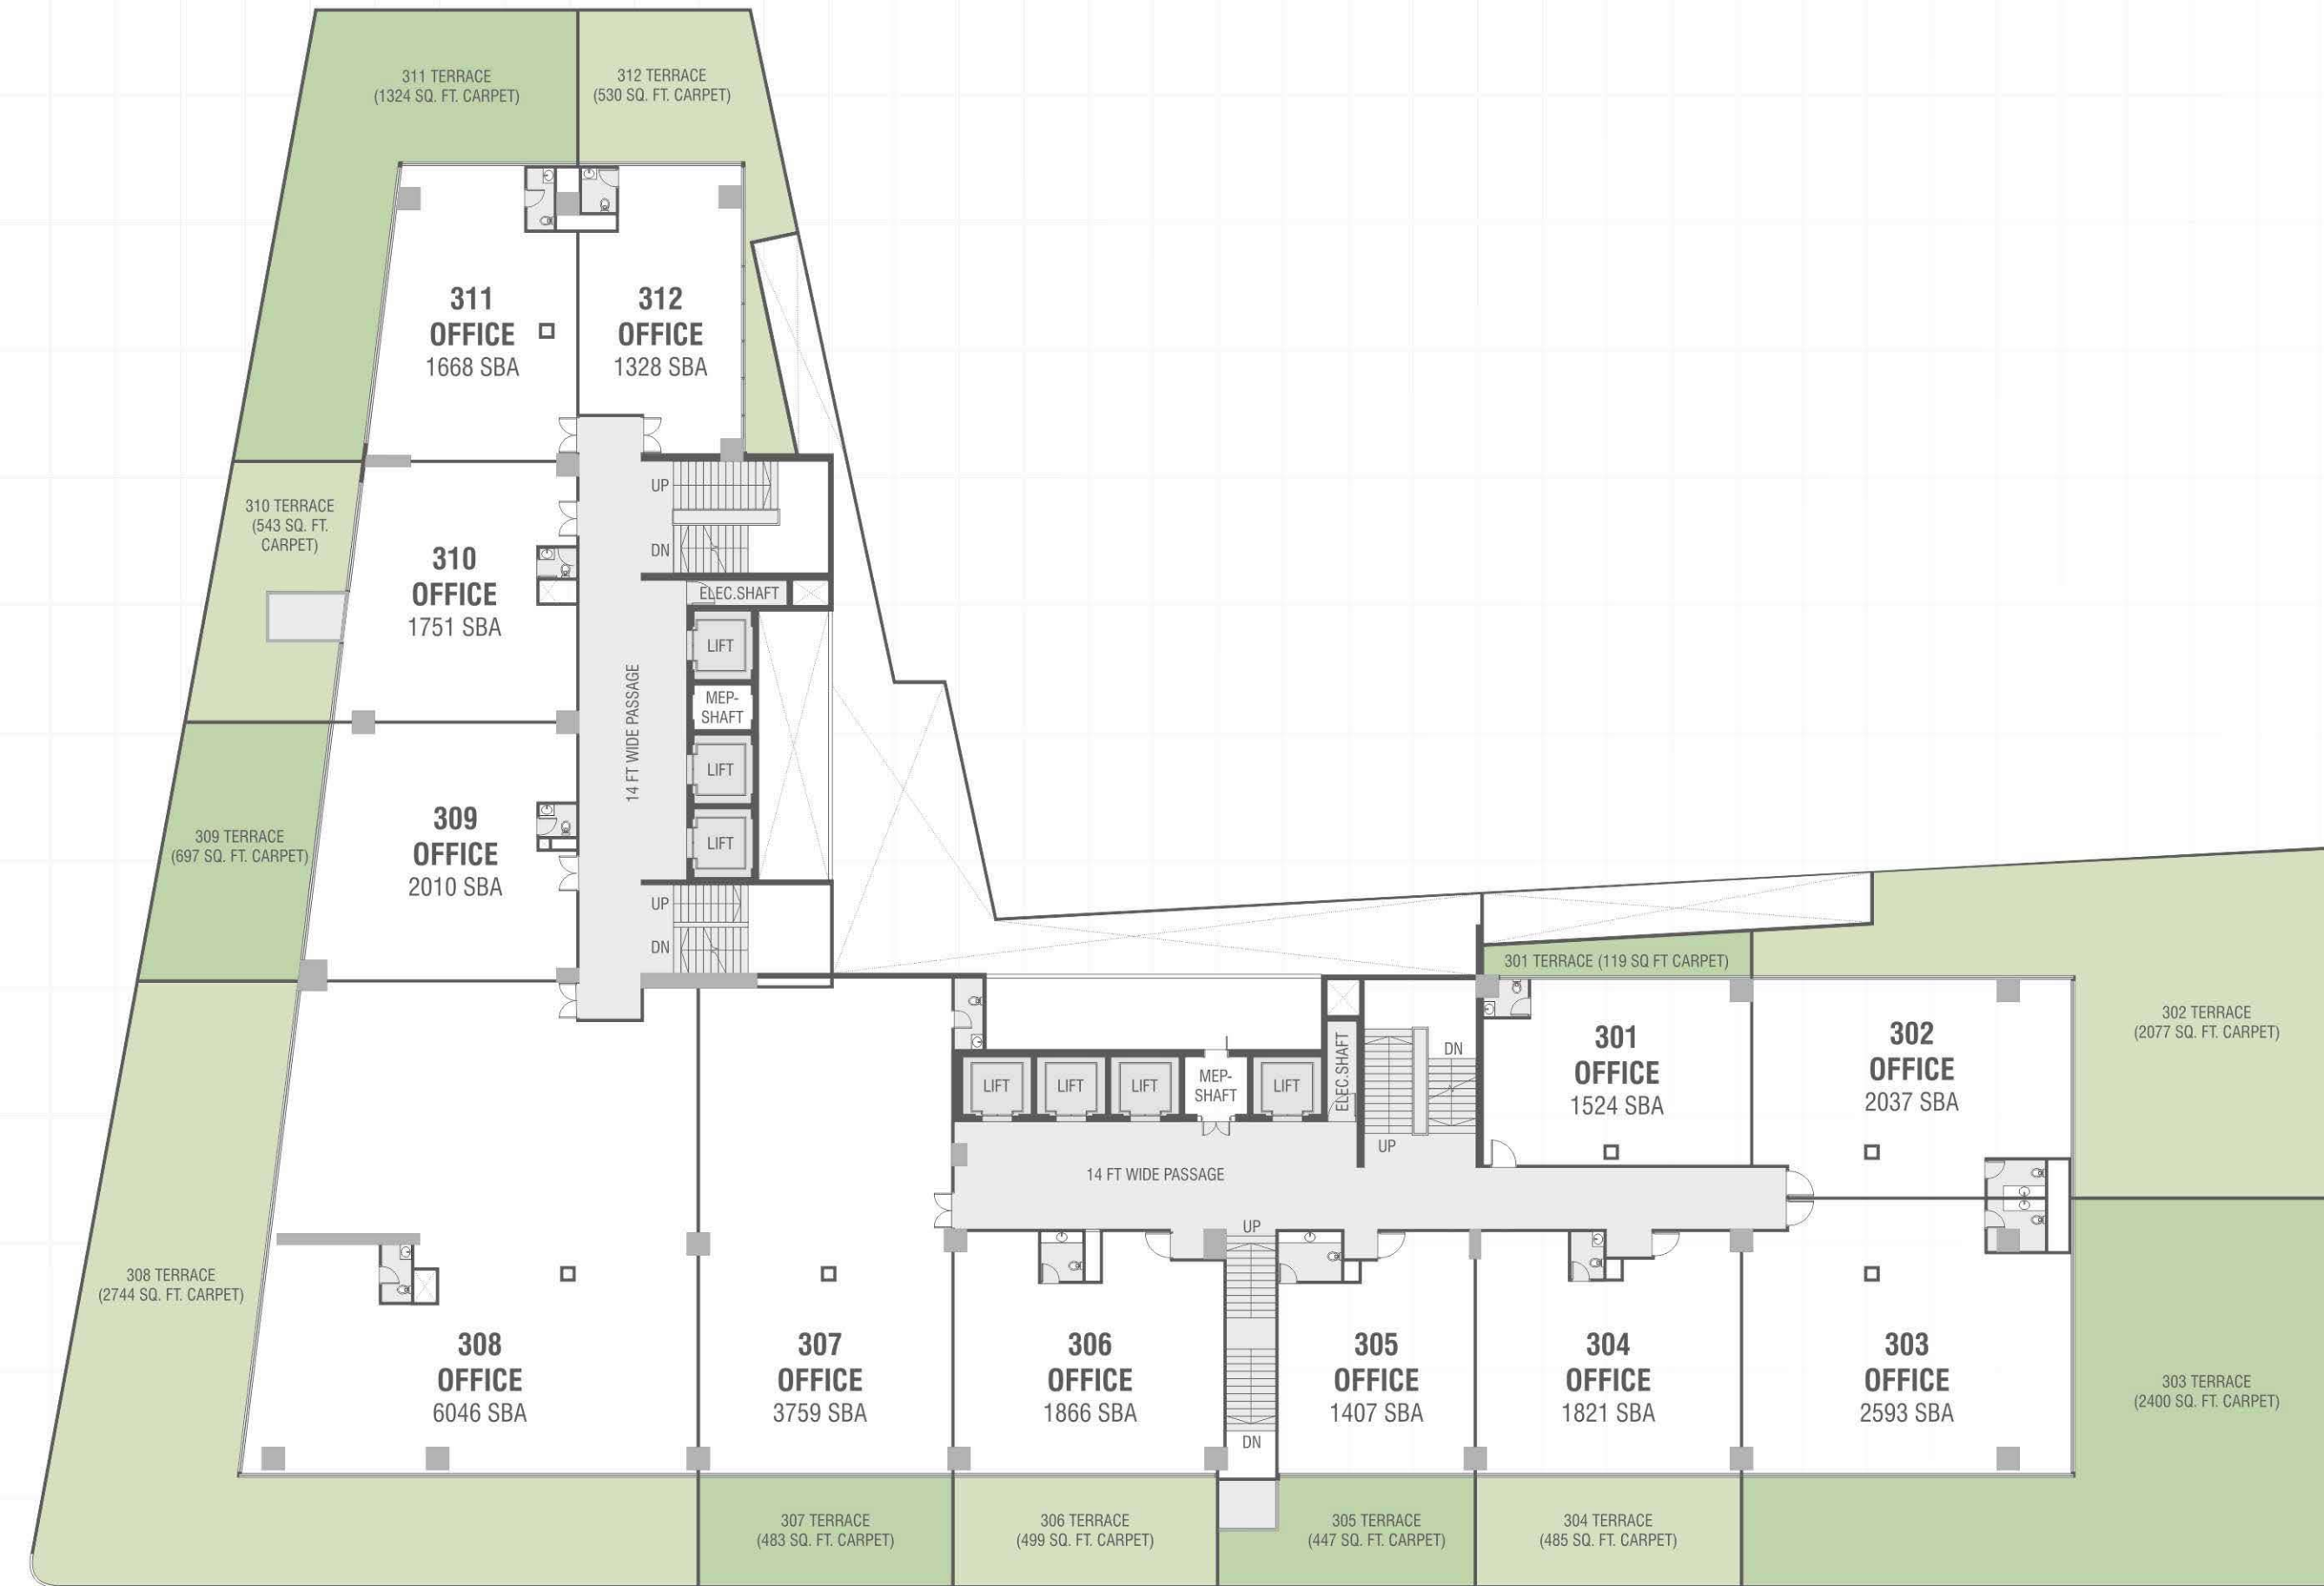 311 TERRACE
(1324 SQ. FT. CARPET)
312 TERRACE
(530 SQ. FT. CARPET)
311
OFFICE
1668 SBA
312
OFFICE
1328 SBA
UP
DN
310 TERRACE
(543 SQ. FT.
CARPET)
310
OFFICE
1751 SBA
ELEC.SHAFT
LIFT
MEP-
SHAFT
LIFT
LIFT
14 FT WIDE PASSAGE
309 TERRACE
(697 SQ. FT. CARPET)
309
OFFICE
2010 SBA
UP
DN
301 TERRACE (119 SQ FT CARPET)
302 TERRACE
(2077 SQ. FT. CARPET)
301
OFFICE
1524 SBA
302
OFFICE
2037 SBA
LIFT
LIFT
LIFT
MEP-
SHAFT
LIFT
ELEC.SHAFT
DN
UP
14 FT WIDE PASSAGE
UP
308 TERRACE
(2744 SQ. FT. CARPET)
308
OFFICE
6046 SBA
307
OFFICE
3759 SBA
306
OFFICE
1866 SBA
DN
305
OFFICE
1407 SBA
304
OFFICE
1821 SBA
303
OFFICE
2593 SBA
303 TERRACE
(2400 SQ. FT. CARPET)
307 TERRACE
(483 SQ. FT. CARPET)
306 TERRACE
(499 SQ. FT. CARPET)
305 TERRACE
(447 SQ. FT. CARPET)
304 TERRACE
(485 SQ. FT. CARPET)